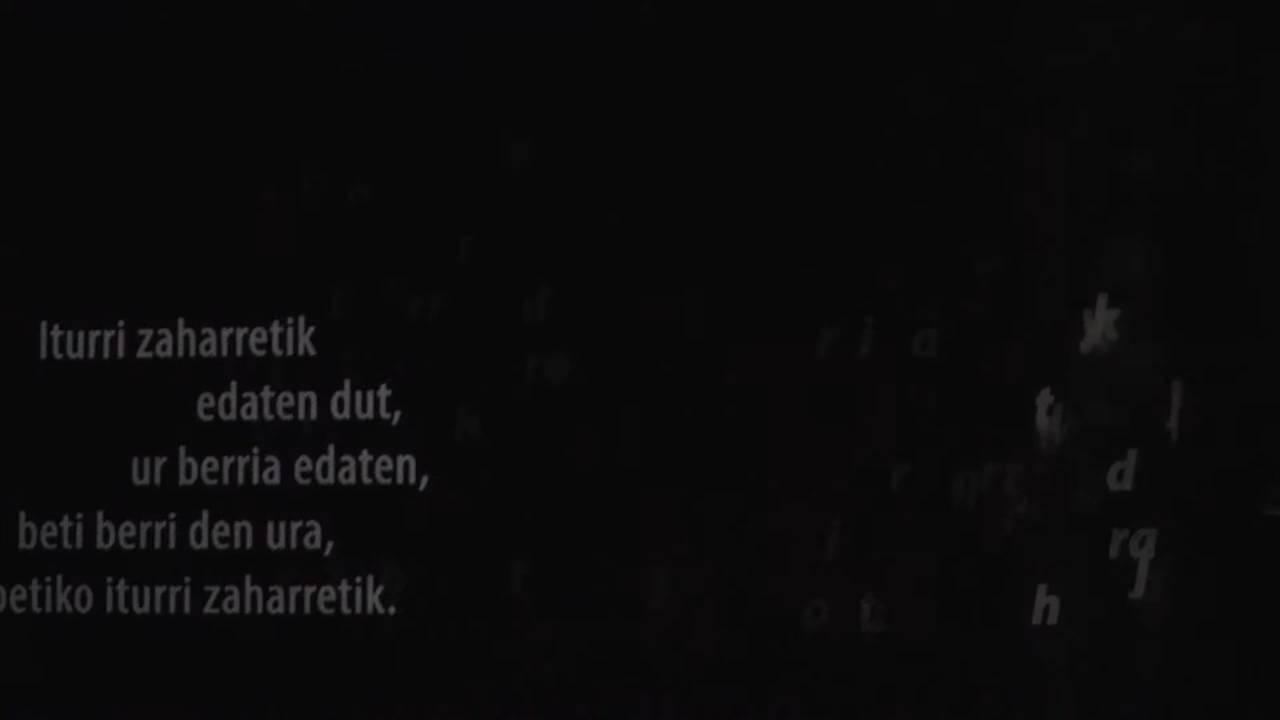 Iturri zaharretik
edaten dut,
ur berria edaten,
beti berri den ura,
betiko iturri zaharretik.